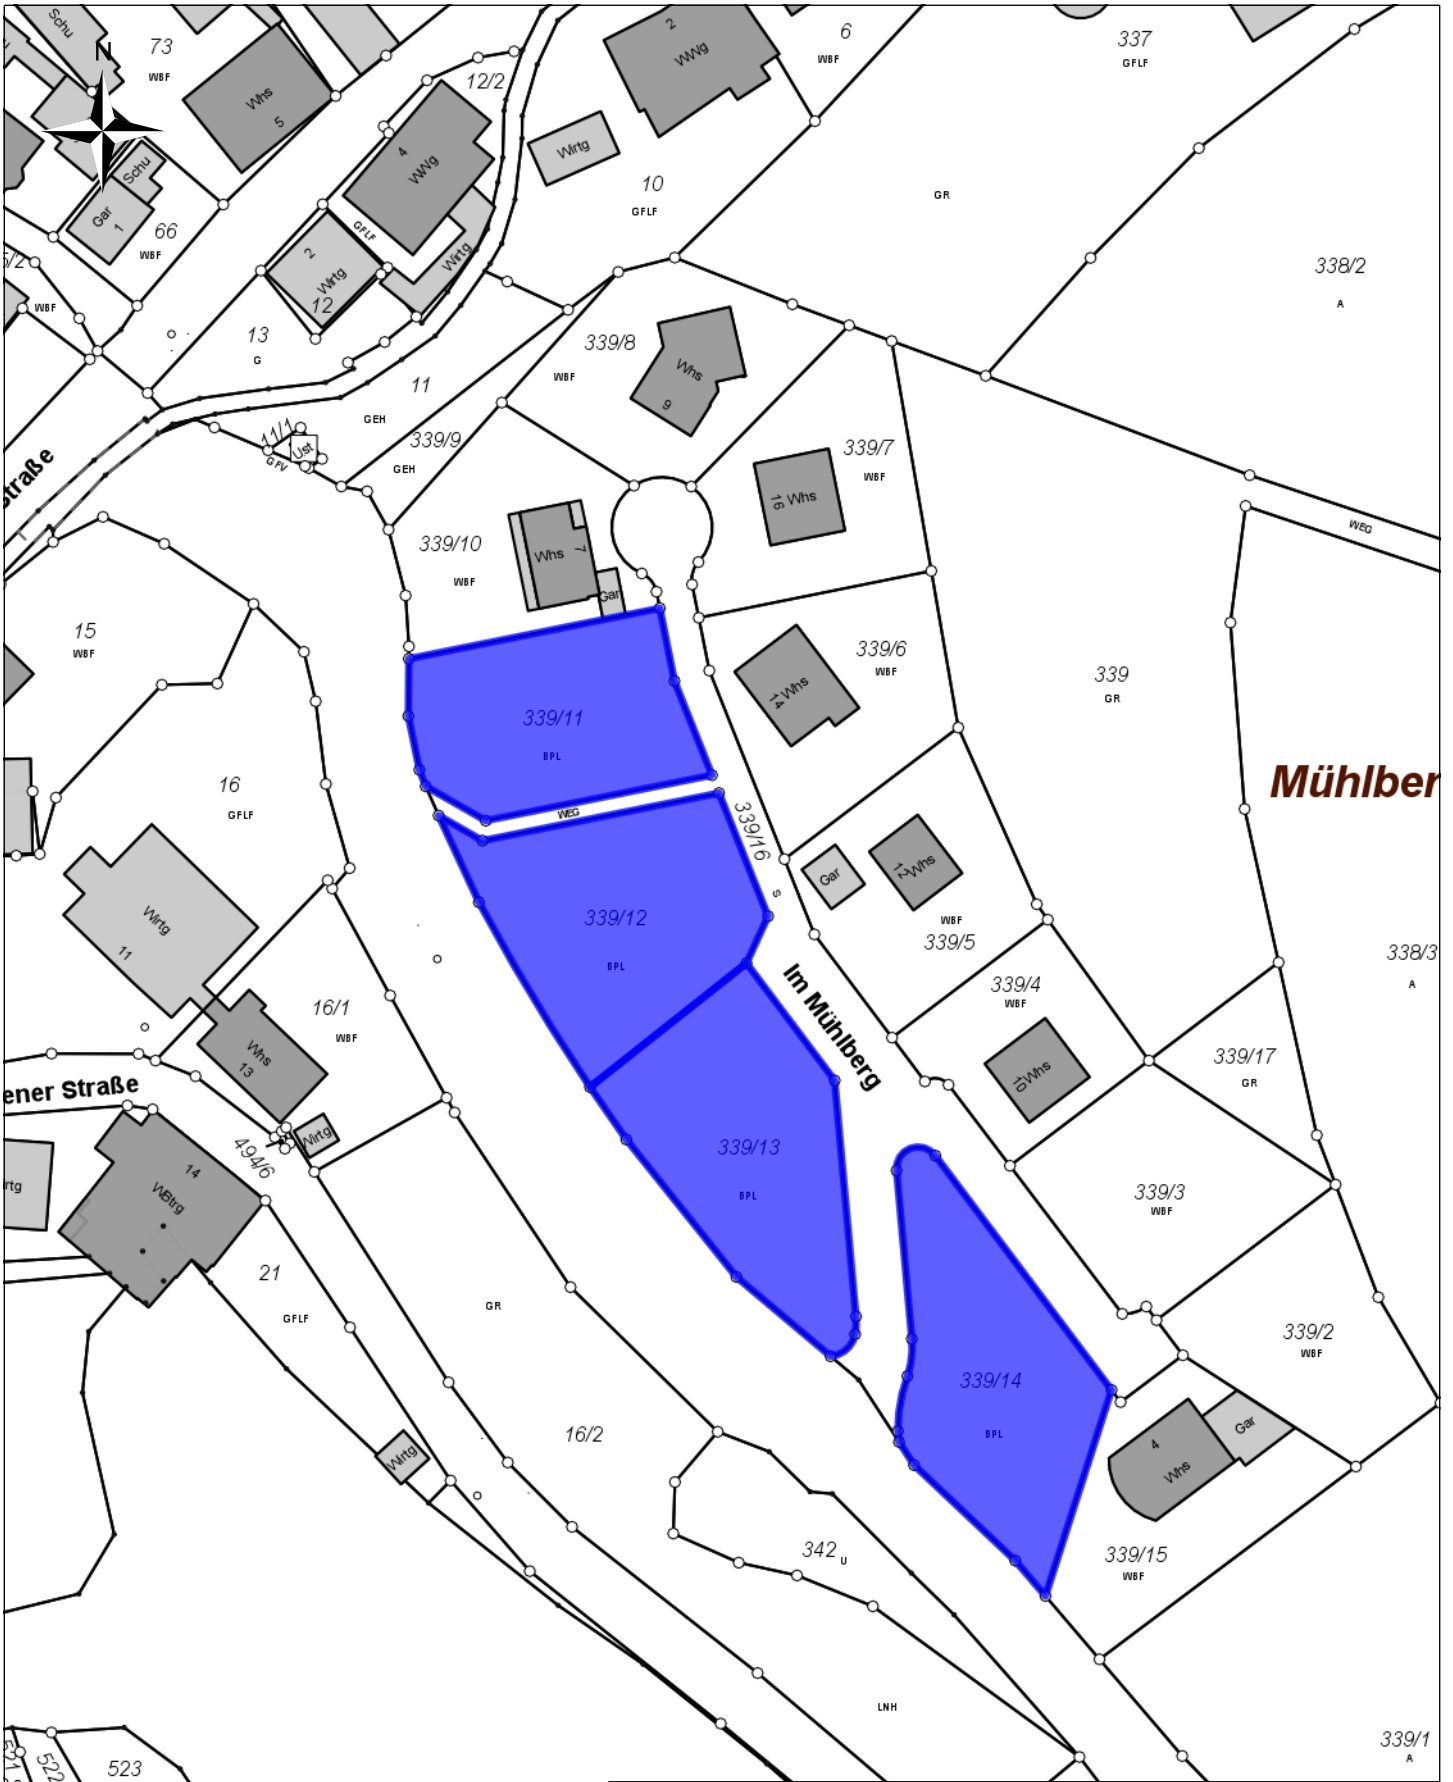 Schu
N
73
WBF
Whs
5
12/2
4
WWg
2
WWg
6
WBF
337
GFLF
Wirtg
10
GFLF
GR
338/2
A
Schu
Gar
1
66
WBF
WBF
GFLF
2
Wirtg
12
Wirtg
13
G
11
GEH
339/8
WBF
Whs
9
11/1
Ust
GFV
339/9
GEH
339/7
WBF
16
Whs
WEG
straße
339/10
WBF
Whs
7
Gar
15
WBF
339/6
WBF
14
Whs
339
GR
339/11
BPL
16
GFLF
WEG
Mühlber
339/16
S
Gar
12
Whs
WBF
339/5
339/12
BPL
Wirtg
11
338/3
A
Im Mühlberg
339/4
WBF
10
Whs
16/1
WBF
Whs
13
339/17
GR
ener Straße
Wirtg
494/6
339/13
BPL
14
WBtrg
rtg
339/3
WBF
21
GFLF
GR
339/2
WBF
339/14
BPL
16/2
Gar
4
Whs
Wirtg
342
U
339/15
WBF
LNH
339/1
A
521
522
523